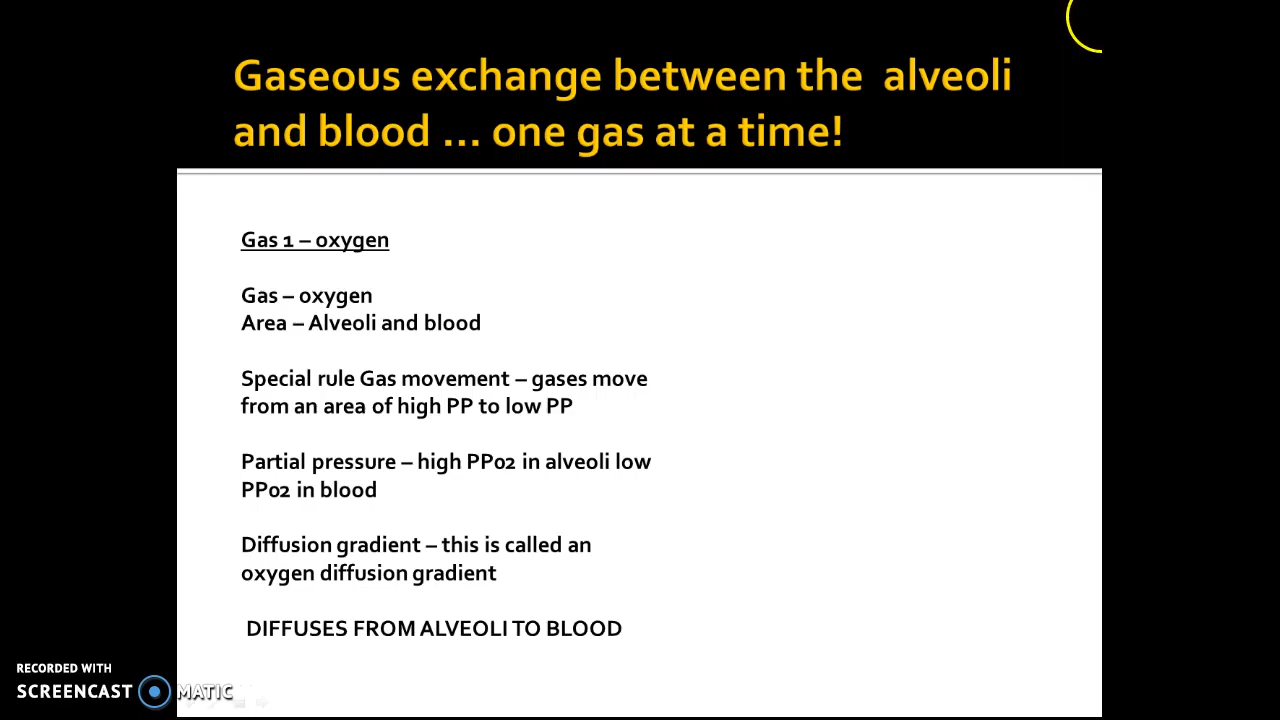 Gaseous exchange between the alveoli
and blood ... one gas at a time!
Gas 1 – oxygen
Gas – oxygen
Area – Alveoli and blood
Special rule Gas movement – gases move
from an area of high PP to low PP
Partial pressure – high PPo2 in alveoli low
PPo2 in blood
Diffusion gradient – this is called an
oxygen diffusion gradient
DIFFUSES FROM ALVEOLI TO BLOOD
RECORDED WITH
SCREENCAST MATIC